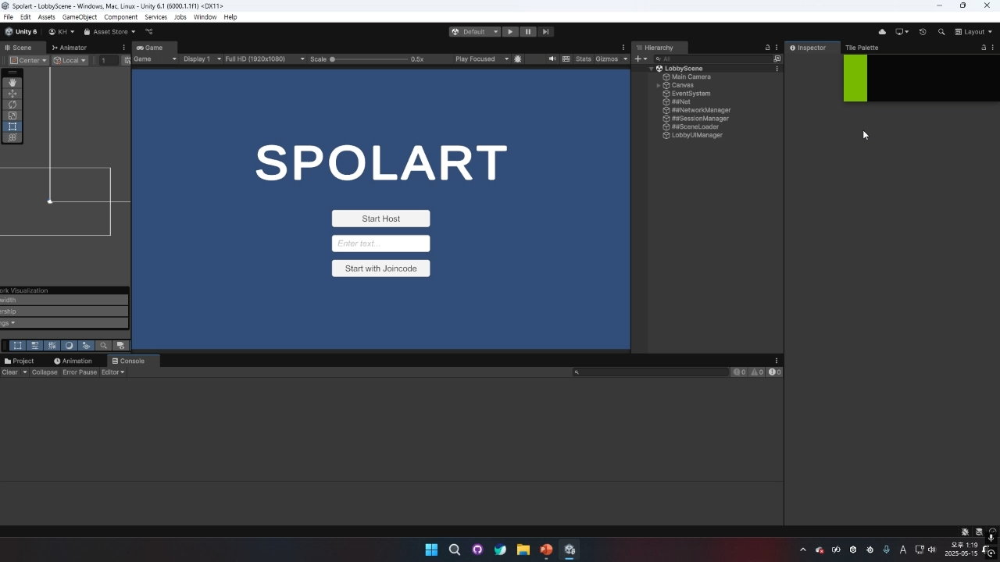 Spolart - LobbyScene - Windows, Mac, Linux - Unity 6.1 (6000.1.1f1) <DX11>
File Edit Assets GameObject Component Services Jobs Window Help
Unity 6 KH Asset Store Default Layout
Scene Animator Game Hierarchy Inspector Tile Palette
Center Local 1 Game Display 1 Full HD (1920x1080) Scale 0.5x Play Focused Stats Gizmos All
LobbyScene
Main Camera
Canvas
EventSystem
##Net
##NetworkManager
##SessionManager
##SceneLoader
LobbyUIManager
SPOLART
Start Host
Enter text...
Start with Joincode
ork Visualization
width
ership
ngs
Project Animation Console
Clear Collapse Error Pause Editor 0 0 0
A 오후 1:19
2025-05-15